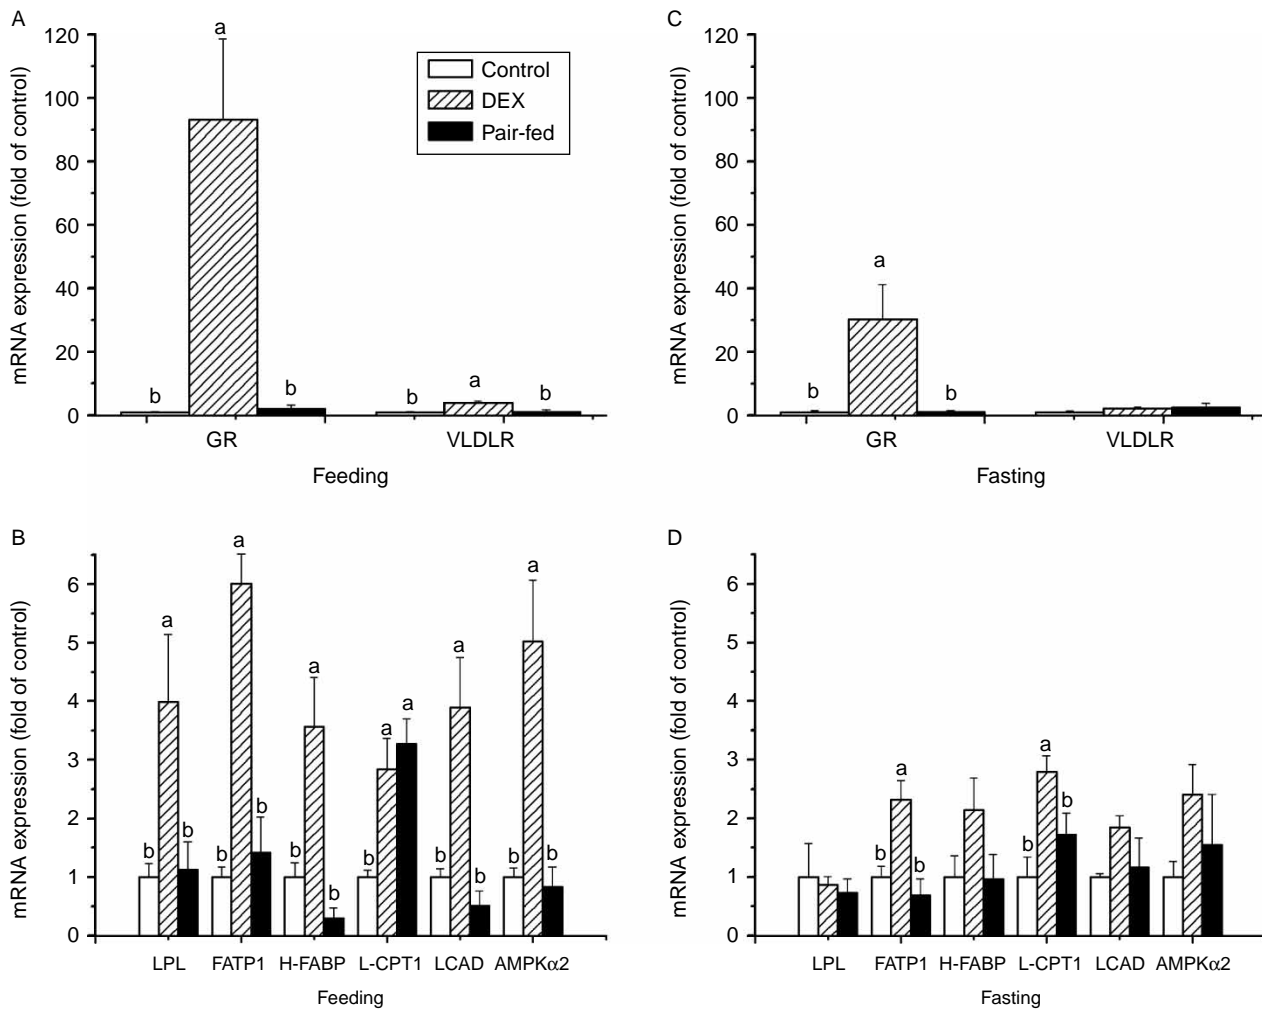 A
mRNA expression (fold of control)
120
100
80
60
40
20
0
a
b
b
b
a
b
Control
DEX
Pair-fed
GR VLDLR
Feeding
C
mRNA expression (fold of control)
120
100
80
60
40
20
0
a
b
b
GR VLDLR
Fasting
B
mRNA expression (fold of control)
6
5
4
3
2
1
0
b
a
b
b
a
b
b
a
b
b
a
a
b
a
b
b
a
b
LPL FATP1 H-FABP L-CPT1 LCAD AMPKα2
Feeding
D
mRNA expression (fold of control)
6
5
4
3
2
1
0
b
a
b
b
a
b
LPL FATP1 H-FABP L-CPT1 LCAD AMPKα2
Fasting